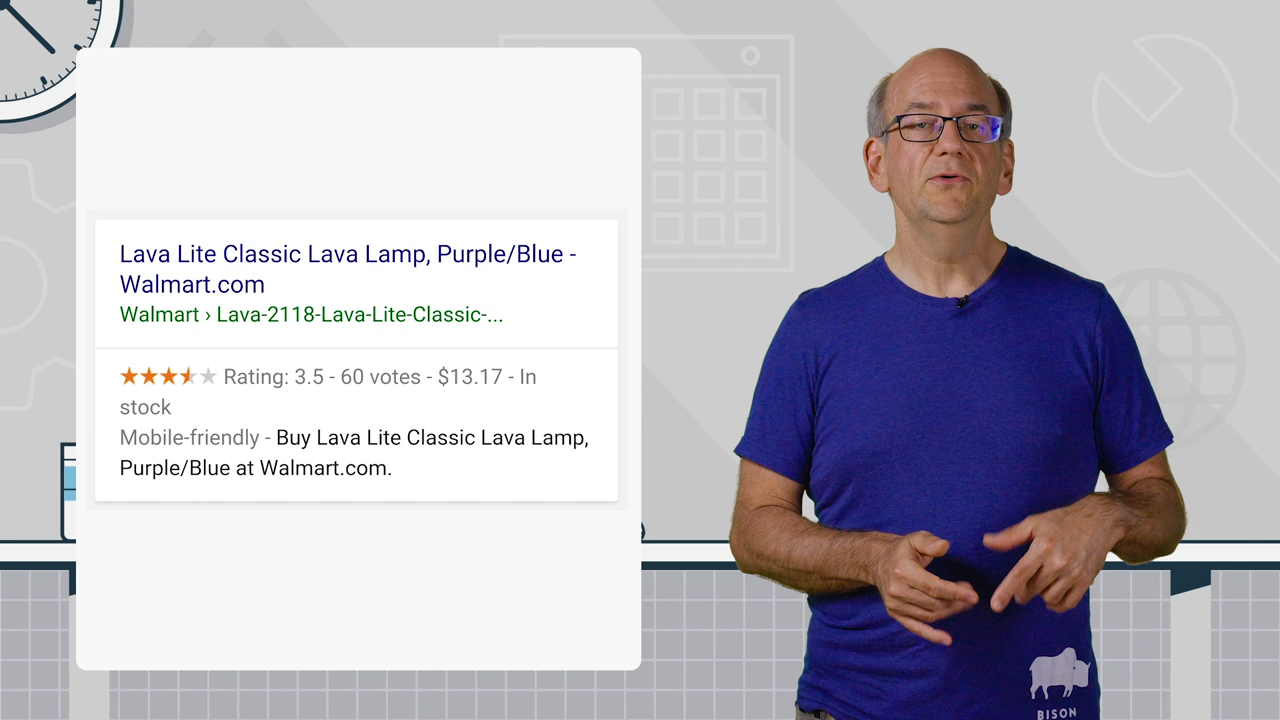 Lava Lite Classic Lava Lamp, Purple/Blue -
Walmart.com
Walmart › Lava-2118-Lava-Lite-Classic-...
Rating: 3.5 - 60 votes - $13.17 - In
stock
Mobile-friendly - Buy Lava Lite Classic Lava Lamp,
Purple/Blue at Walmart.com.
BISON